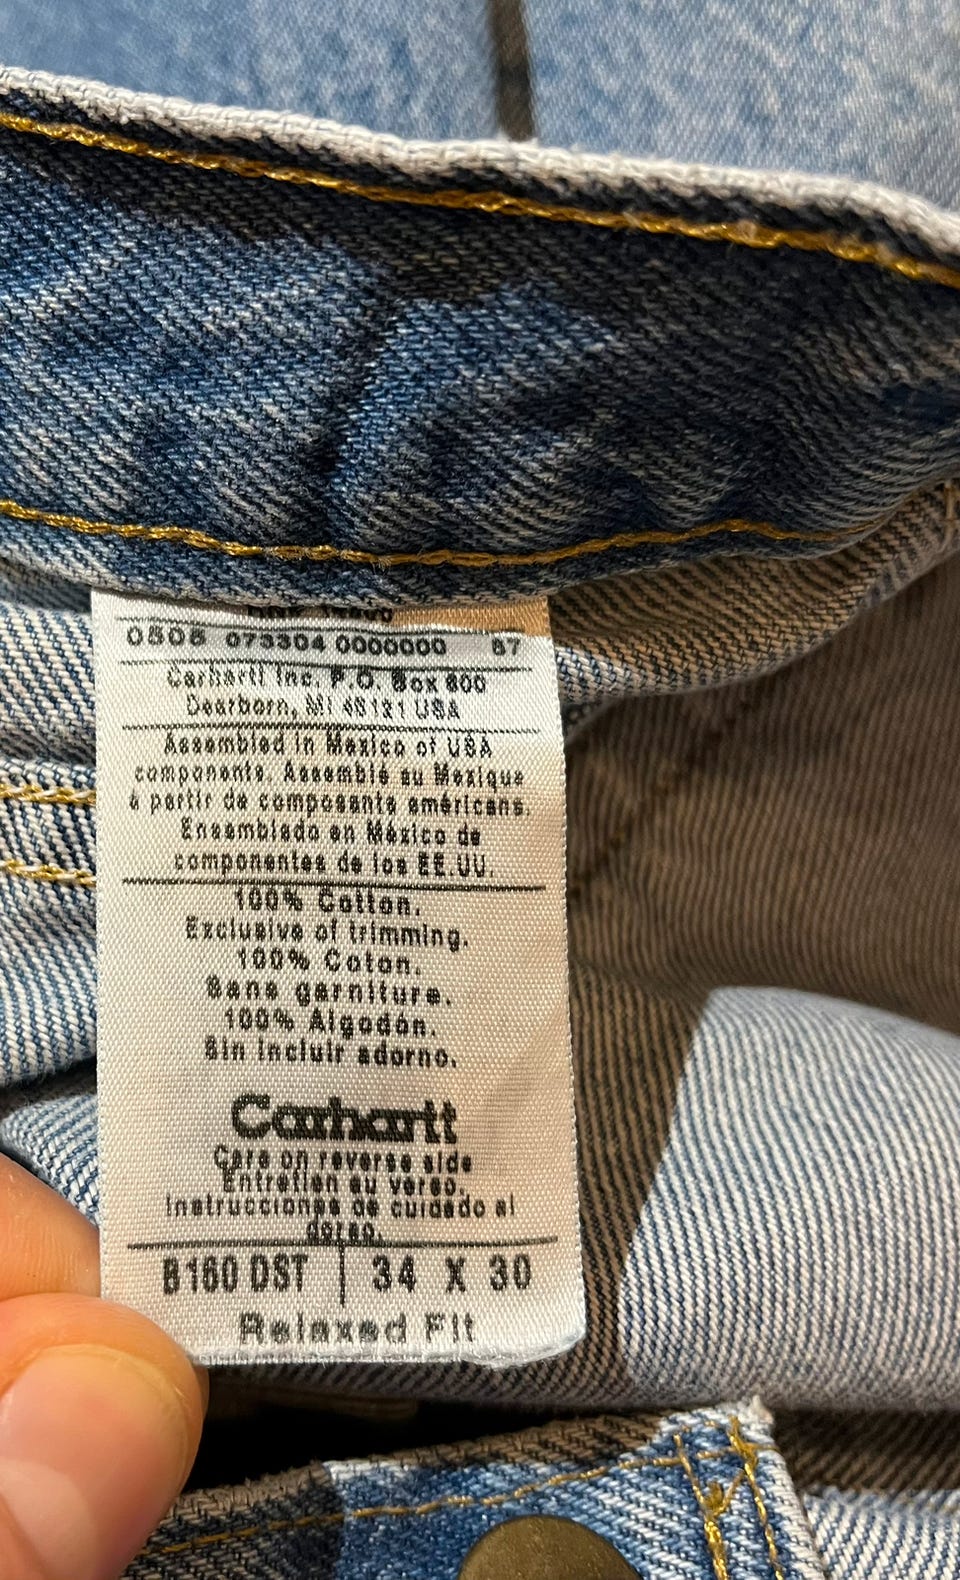 0508 073304 0000000 87
Carhartt Inc. P.O. Box 600
Dearborn, MI 48121 USA
Assembled in Mexico of USA
components. Assemblé au Mexique
à partir de composants américans.
Ensamblado en México de
componentes de los EE.UU.
100% Cotton.
Exclusive of trimming.
100% Coton.
Sans garniture.
100% Algodón.
Sin incluir adorno.
Carhartt
Care on reverse side
Entretien au verso.
Instrucciones de cuidado al
dorso.
B160 DST 34 X 30
Relaxed Fit